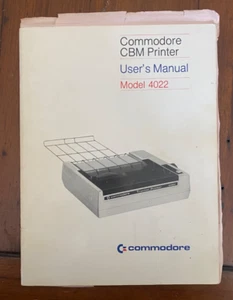 Commodore
CBM Printer
User's Manual
Model 4022
commodore